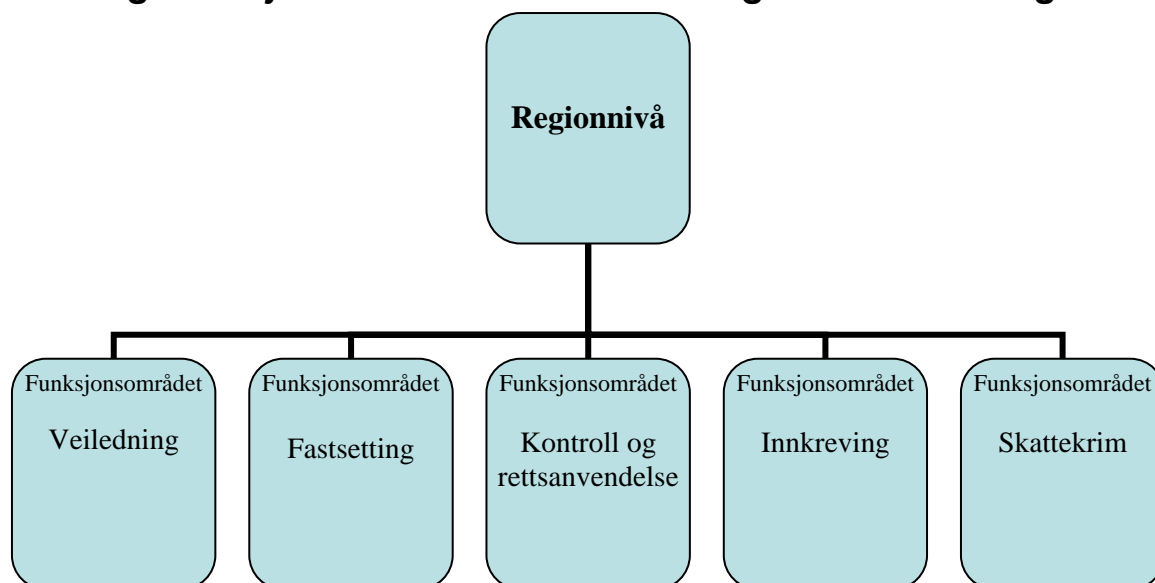 Regionnivå
Funksjonsområdet
Veiledning
Funksjonsområdet
Fastsetting
Funksjonsområdet
Kontroll og
rettsanvendelse
Funksjonsområdet
Innkreving
Funksjonsområdet
Skattekrim